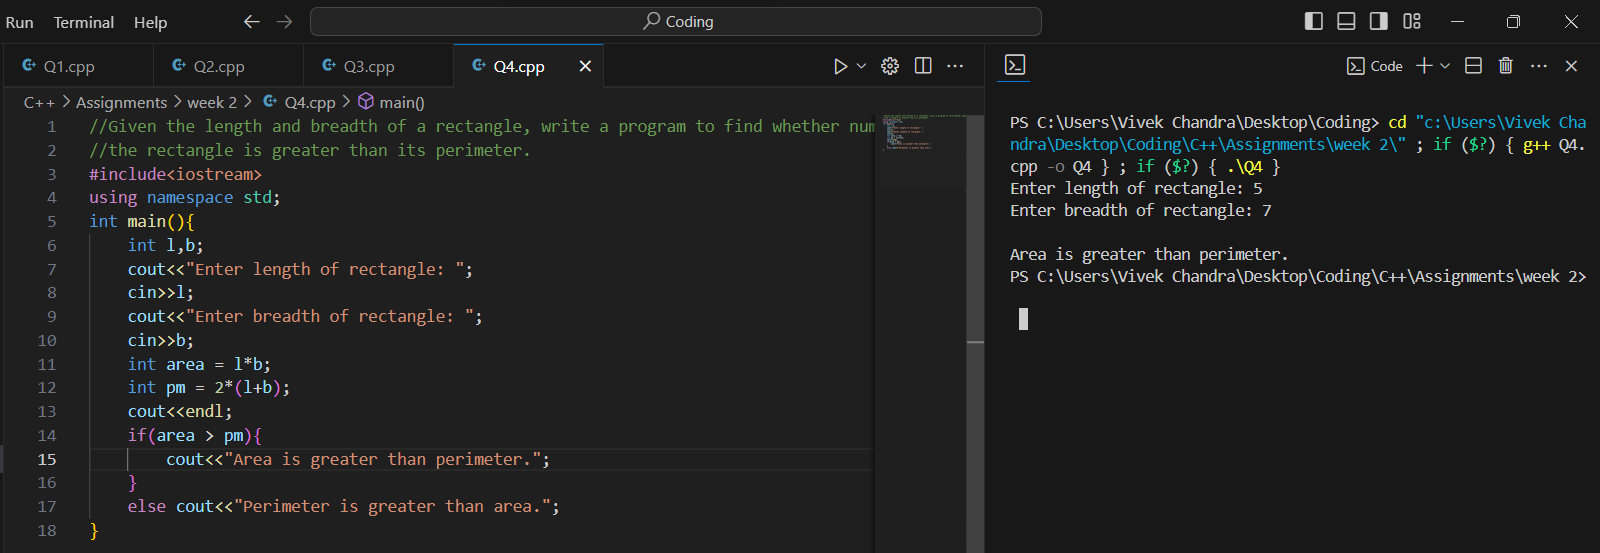 Run Terminal Help
Coding
Q1.cpp Q2.cpp Q3.cpp Q4.cpp
C++ > Assignments > week 2 > Q4.cpp > main()
1 //Given the length and breadth of a rectangle, write a program to find whether num
2 //the rectangle is greater than its perimeter.
3 #include<iostream>
4 using namespace std;
5 int main(){
6 int l,b;
7 cout<<"Enter length of rectangle: ";
8 cin>>l;
9 cout<<"Enter breadth of rectangle: ";
10 cin>>b;
11 int area = l*b;
12 int pm = 2*(l+b);
13 cout<<endl;
14 if(area > pm){
15 cout<<"Area is greater than perimeter.";
16 }
17 else cout<<"Perimeter is greater than area.";
18 }
Code
PS C:\Users\Vivek Chandra\Desktop\Coding> cd "c:\Users\Vivek Cha
ndra\Desktop\Coding\C++\Assignments\week 2\" ; if ($?) { g++ Q4.
cpp -o Q4 } ; if ($?) { .\Q4 }
Enter length of rectangle: 5
Enter breadth of rectangle: 7
Area is greater than perimeter.
PS C:\Users\Vivek Chandra\Desktop\Coding\C++\Assignments\week 2>